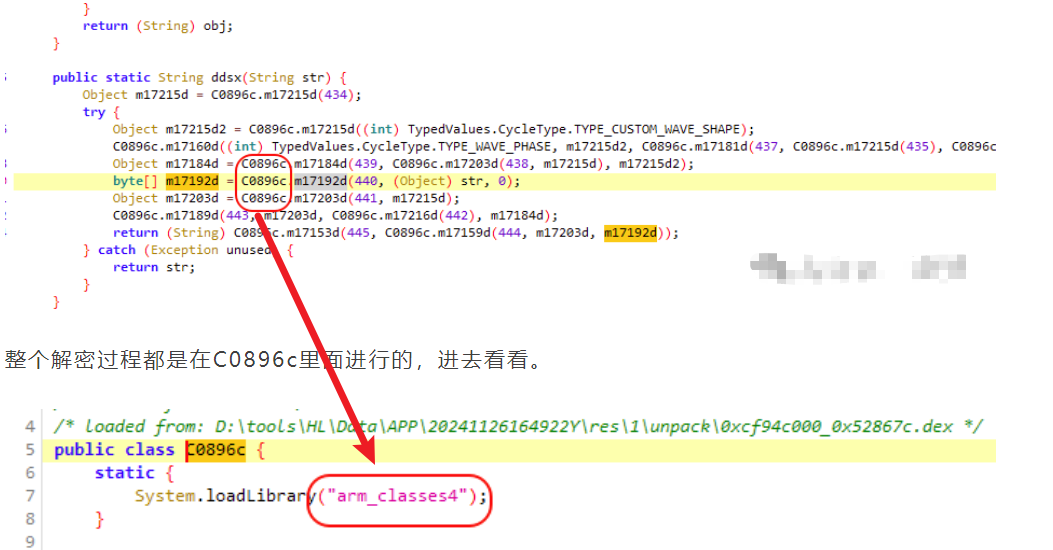 }
return (String) obj;
}
public static String ddsx(String str) {
Object m17215d = C0896c.m17215d(434);
try {
Object m17215d2 = C0896c.m17215d((int) TypedValues.CycleType.TYPE_CUSTOM_WAVE_SHAPE);
C0896c.m17160d((int) TypedValues.CycleType.TYPE_WAVE_PHASE, m17215d2, C0896c.m17181d(437, C0896c.m17215d(435), C0896c
Object m17184d = C0896c.m17184d(439, C0896c.m17203d(438, m17215d), m17215d2);
byte[] m17192d = C0896c.m17192d(440, (Object) str, 0);
Object m17203d = C0896c.m17203d(441, m17215d);
C0896c.m17189d(443, m17203d, C0896c.m17216d(442), m17184d);
return (String) C0896c.m17153d(445, C0896c.m17159d(444, m17203d, m17192d));
} catch (Exception unused) {
return str;
}
}
整个解密过程都是在C0896c里面进行的，进去看看。
4 /* loaded from: D:\tools\HL\Data\APP\20241126164922Y\res\1\unpack\0xcf94c000_0x52867c.dex */
5 public class C0896c {
6 static {
7 System.loadLibrary("arm_classes4");
8 }
9